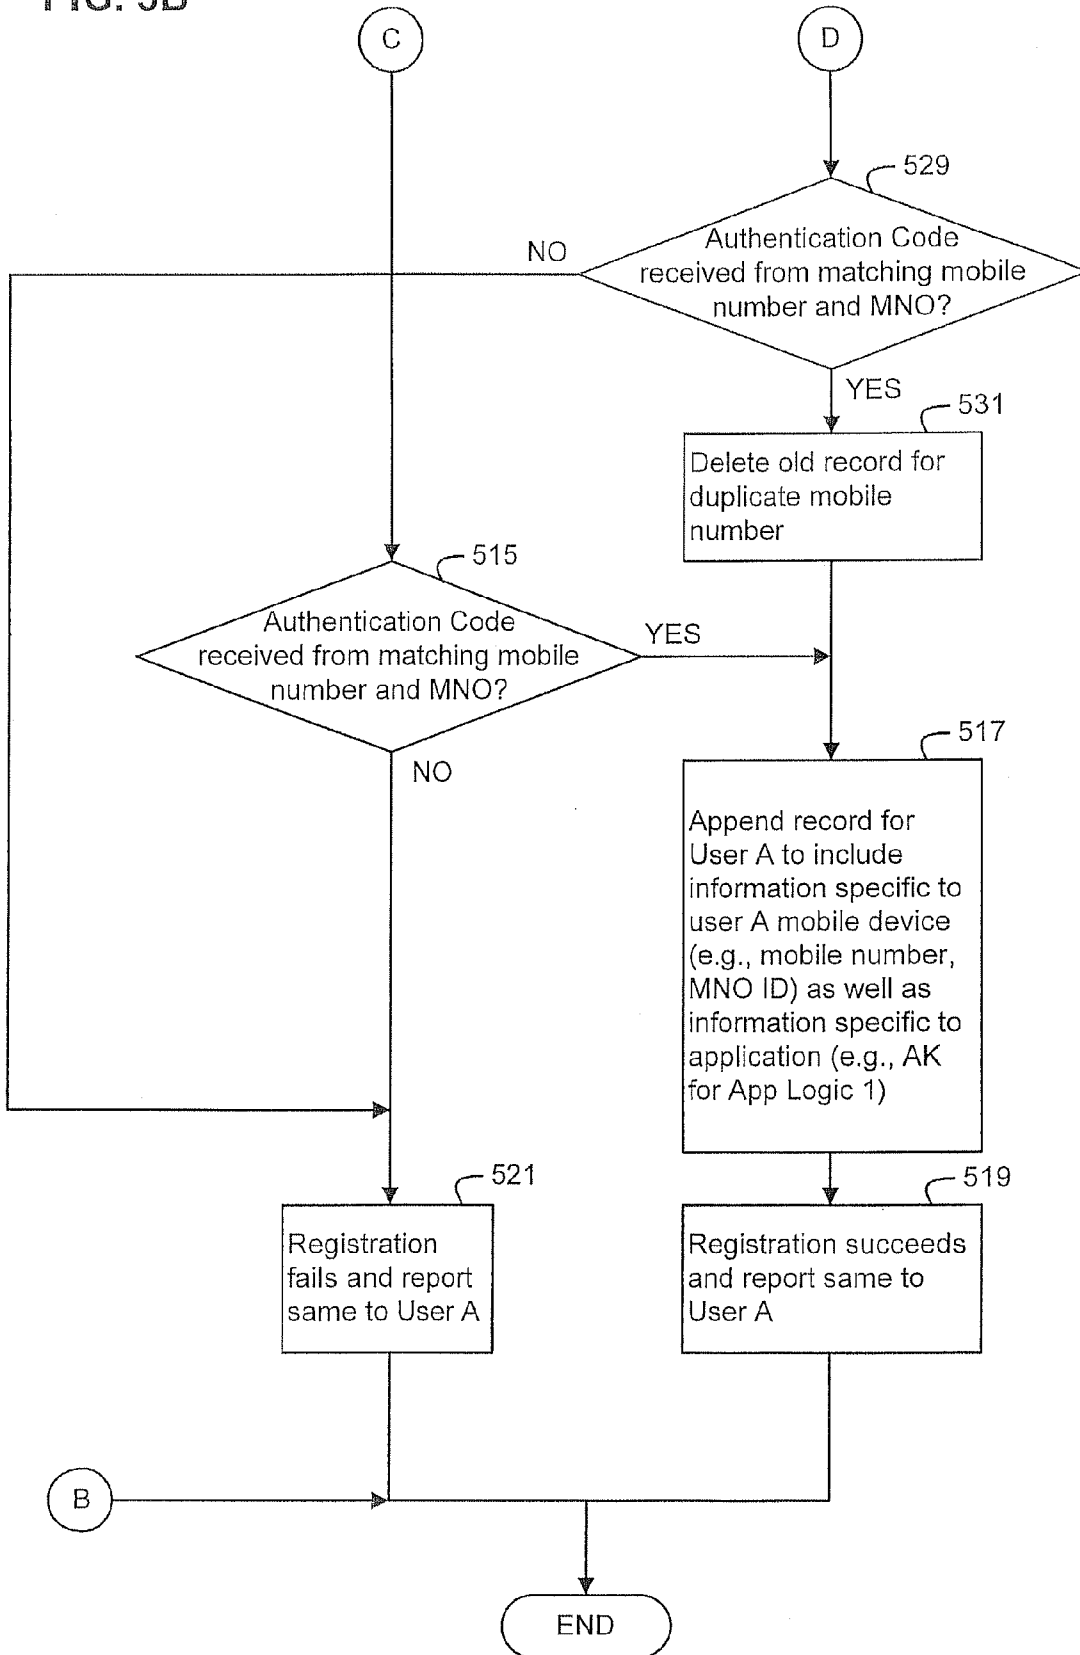 C
D
529
Authentication Code
received from matching mobile
number and MNO?
NO
YES
531
Delete old record for
duplicate mobile
number
515
Authentication Code
received from matching mobile
number and MNO?
YES
NO
517
Append record for
User A to include
information specific to
user A mobile device
(e.g., mobile number,
MNO ID) as well as
information specific to
application (e.g., AK
for App Logic 1)
521
Registration
fails and report
same to User A
519
Registration succeeds
and report same to
User A
B
END